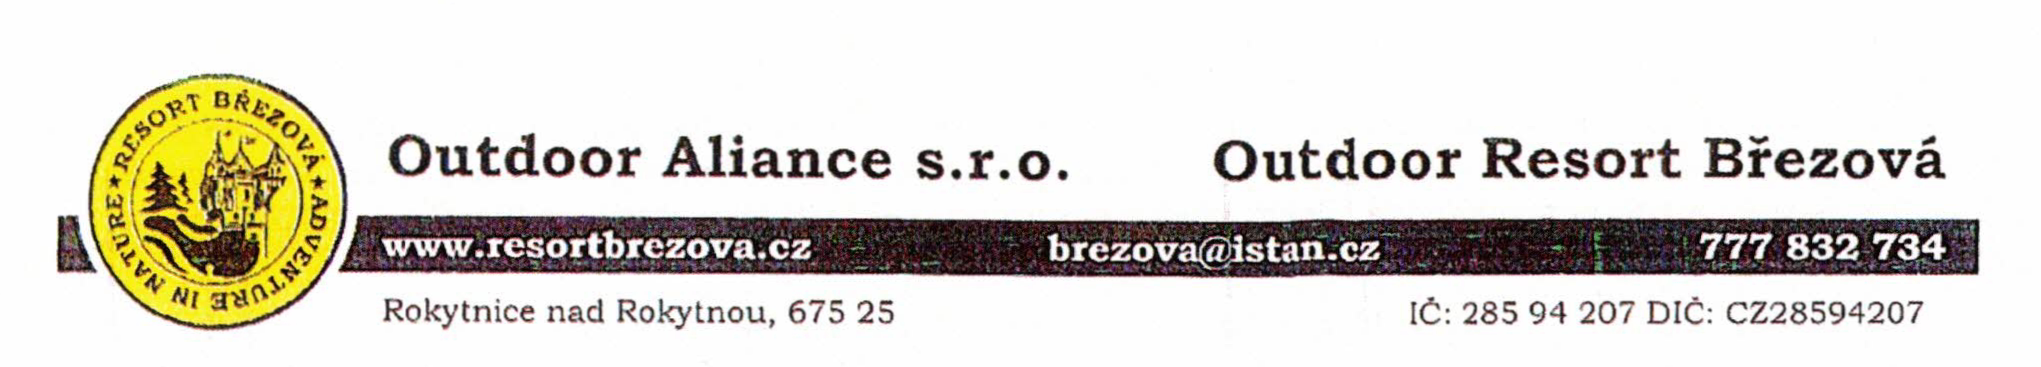 RESORT BŘEZOVÁ ★ ADVENTURE IN NATURE ★
Outdoor Aliance s.r.o. Outdoor Resort Březová
www.resortbrezova.cz brezova@istan.cz 777 832 734
Rokytnice nad Rokytnou, 675 25 IČ: 285 94 207 DIČ: CZ28594207